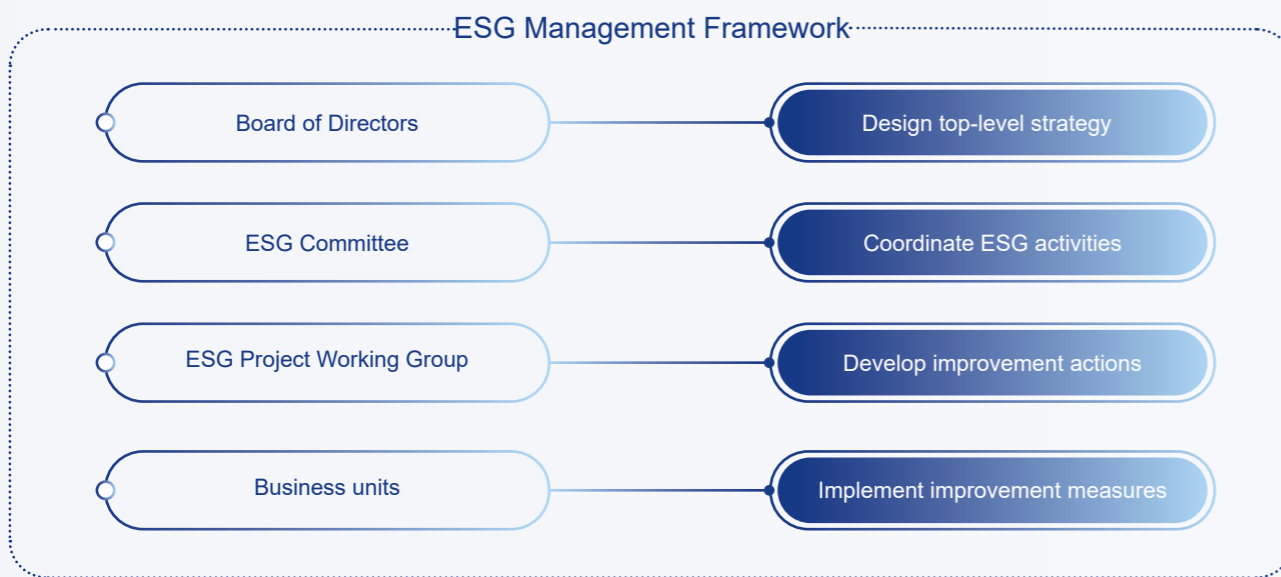 ESG Management Framework
Board of Directors
Design top-level strategy
ESG Committee
Coordinate ESG activities
ESG Project Working Group
Develop improvement actions
Business units
Implement improvement measures